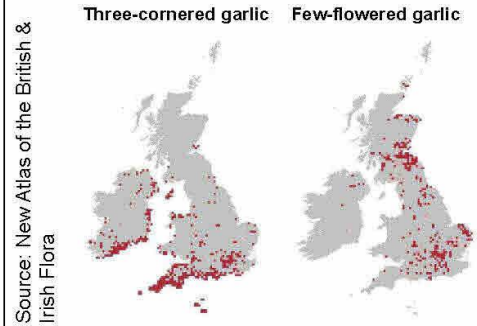 Three-cornered garlic
Few-flowered garlic
Source: New Atlas of the British &
Irish Flora